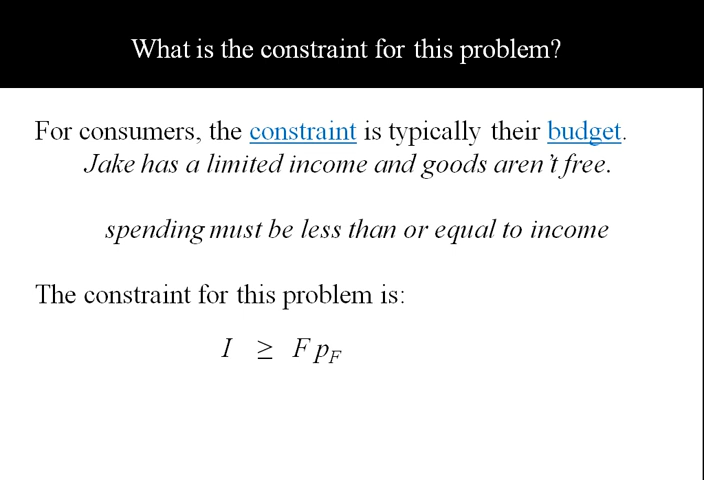 What is the constraint for this problem?
For consumers, the constraint is typically their budget.
Jake has a limited income and goods aren't free.
spending must be less than or equal to income
The constraint for this problem is:
I ≥ F p_F